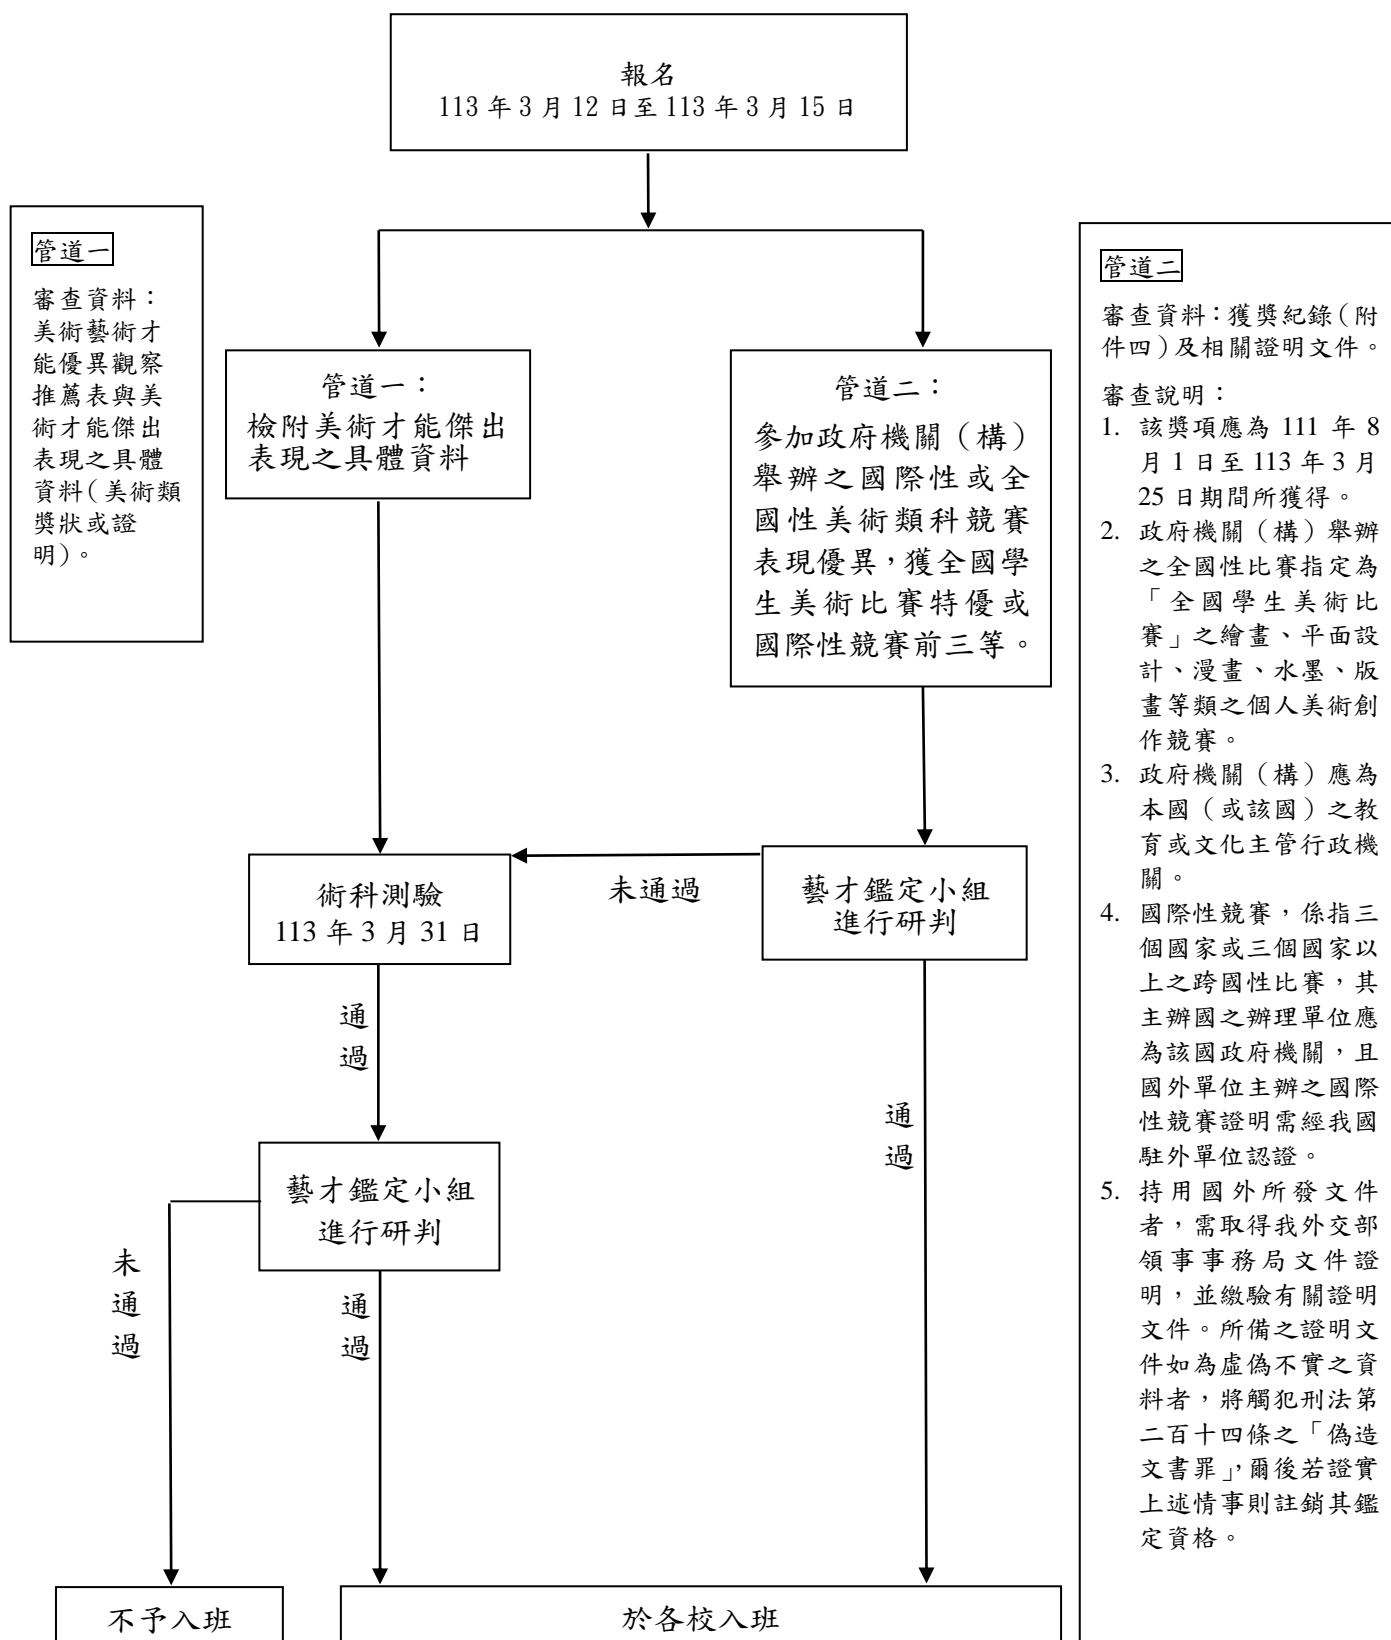 報名
113 年 3 月 12 日至 113 年 3 月 15 日
管道一
審查資料：
美術藝術才
能優異觀察
推薦表與美
術才能傑出
表現之具體
資料（美術類
獎狀或證
明）。
管道一：
檢附美術才能傑出
表現之具體資料
管道二：
參加政府機關（構）
舉辦之國際性或全
國性美術類科競賽
表現優異，獲全國學
生美術比賽特優或
國際性競賽前三等。
管道二
審查資料：獲獎紀錄（附
件四）及相關證明文件。
審查說明：
1. 該獎項應為 111 年 8
月 1 日至 113 年 3 月
25 日期間所獲得。
2. 政府機關（構）舉辦
之全國性比賽指定為
「全國學生美術比
賽」之繪畫、平面設
計、漫畫、水墨、版
畫等類之個人美術創
作競賽。
3. 政府機關（構）應為
本國（或該國）之教
育或文化主管行政機
關。
4. 國際性競賽，係指三
個國家或三個國家以
上之跨國性比賽，其
主辦國之辦理單位應
為該國政府機關，且
國外單位主辦之國際
性競賽證明需經我國
駐外單位認證。
5. 持用國外所發文件
者，需取得我外交部
領事事務局文件證
明，並繳驗有關證明
文件。所備之證明文
件如為虛偽不實之資
料者，將觸犯刑法第
二百十四條之「偽造
文書罪」，爾後若證實
上述情事則註銷其鑑
定資格。
術科測驗
113 年 3 月 31 日
未通過
藝才鑑定小組
進行研判
通過
藝才鑑定小組
進行研判
通過
未通過
通過
不予入班
於各校入班